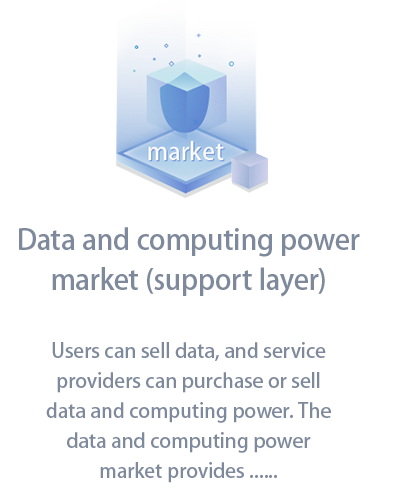 market
Data and computing power
market (support layer)
Users can sell data, and service
providers can purchase or sell
data and computing power. The
data and computing power
market provides ......